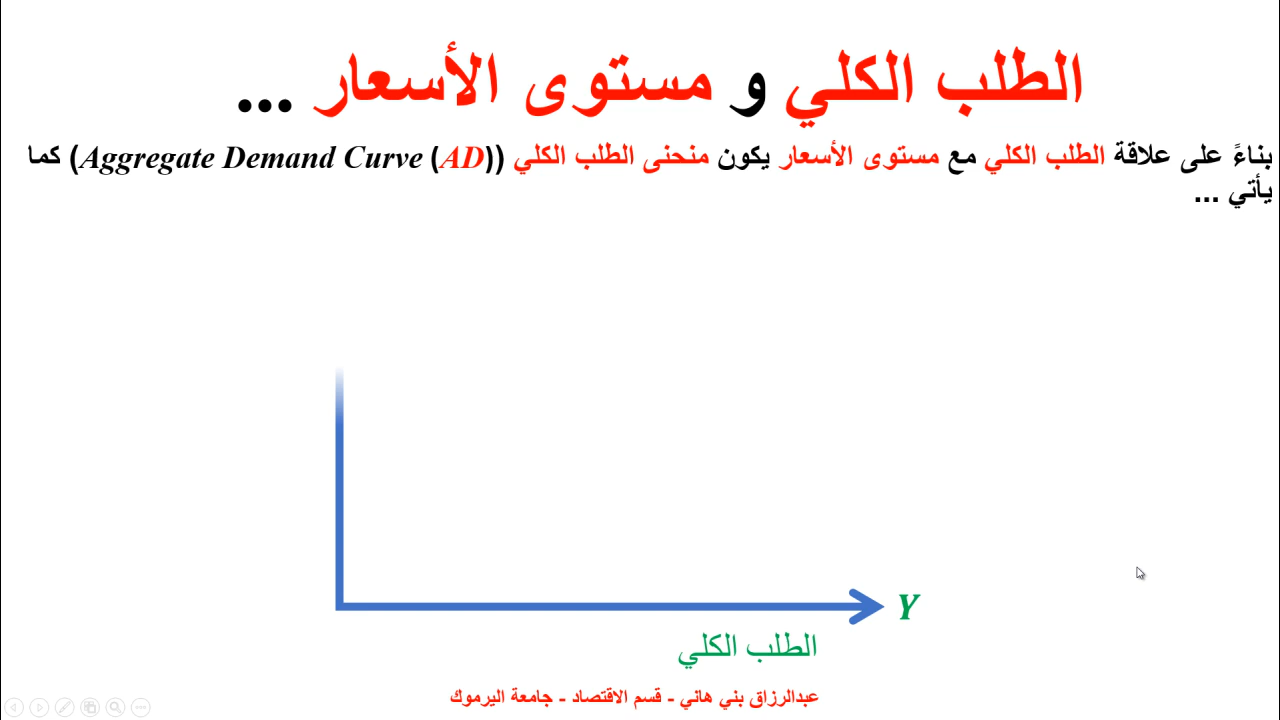 الطلب الكلي و مستوى الأسعار ...
بناءً على علاقة الطلب الكلي مع مستوى الأسعار يكون منحنى الطلب الكلي (Aggregate Demand Curve (AD)) كما
يأتي ...
Y
الطلب الكلي
عبدالرزاق بني هاني - قسم الاقتصاد - جامعة اليرموك